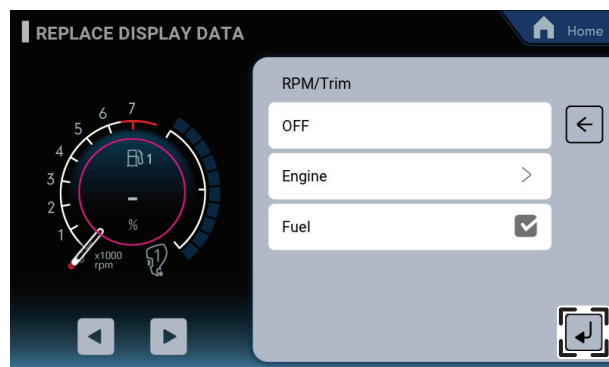 REPLACE DISPLAY DATA
Home
RPM/Trim
OFF
Engine
Fuel
7
6
5
4
3
2
1
1
-
%
x1000
rpm
1